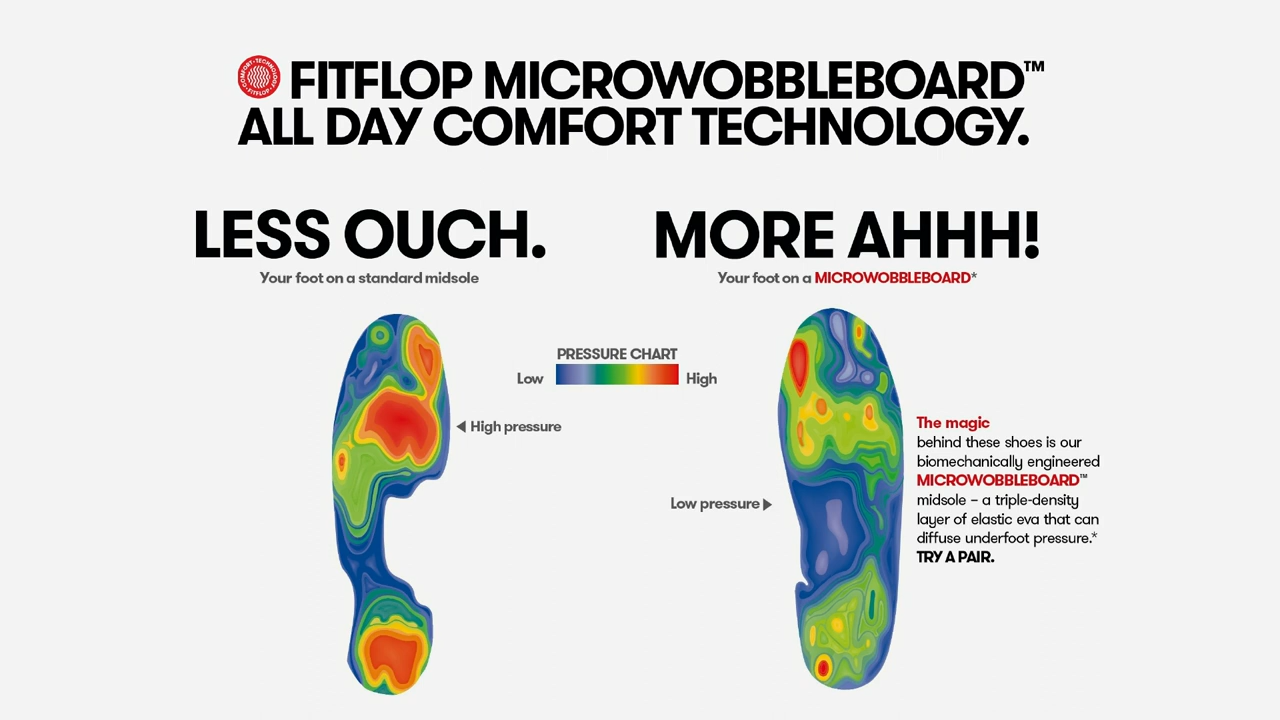 FITFLOP MICROWOBBLEBOARD™
ALL DAY COMFORT TECHNOLOGY.
LESS OUCH.
Your foot on a standard midsole
MORE AHHH!
Your foot on a MICROWOBBLEBOARD*
PRESSURE CHART
Low
High
High pressure
Low pressure
The magic
behind these shoes is our
biomechanically engineered
MICROWOBBLEBOARD™
midsole – a triple-density
layer of elastic eva that can
diffuse underfoot pressure.*
TRY A PAIR.